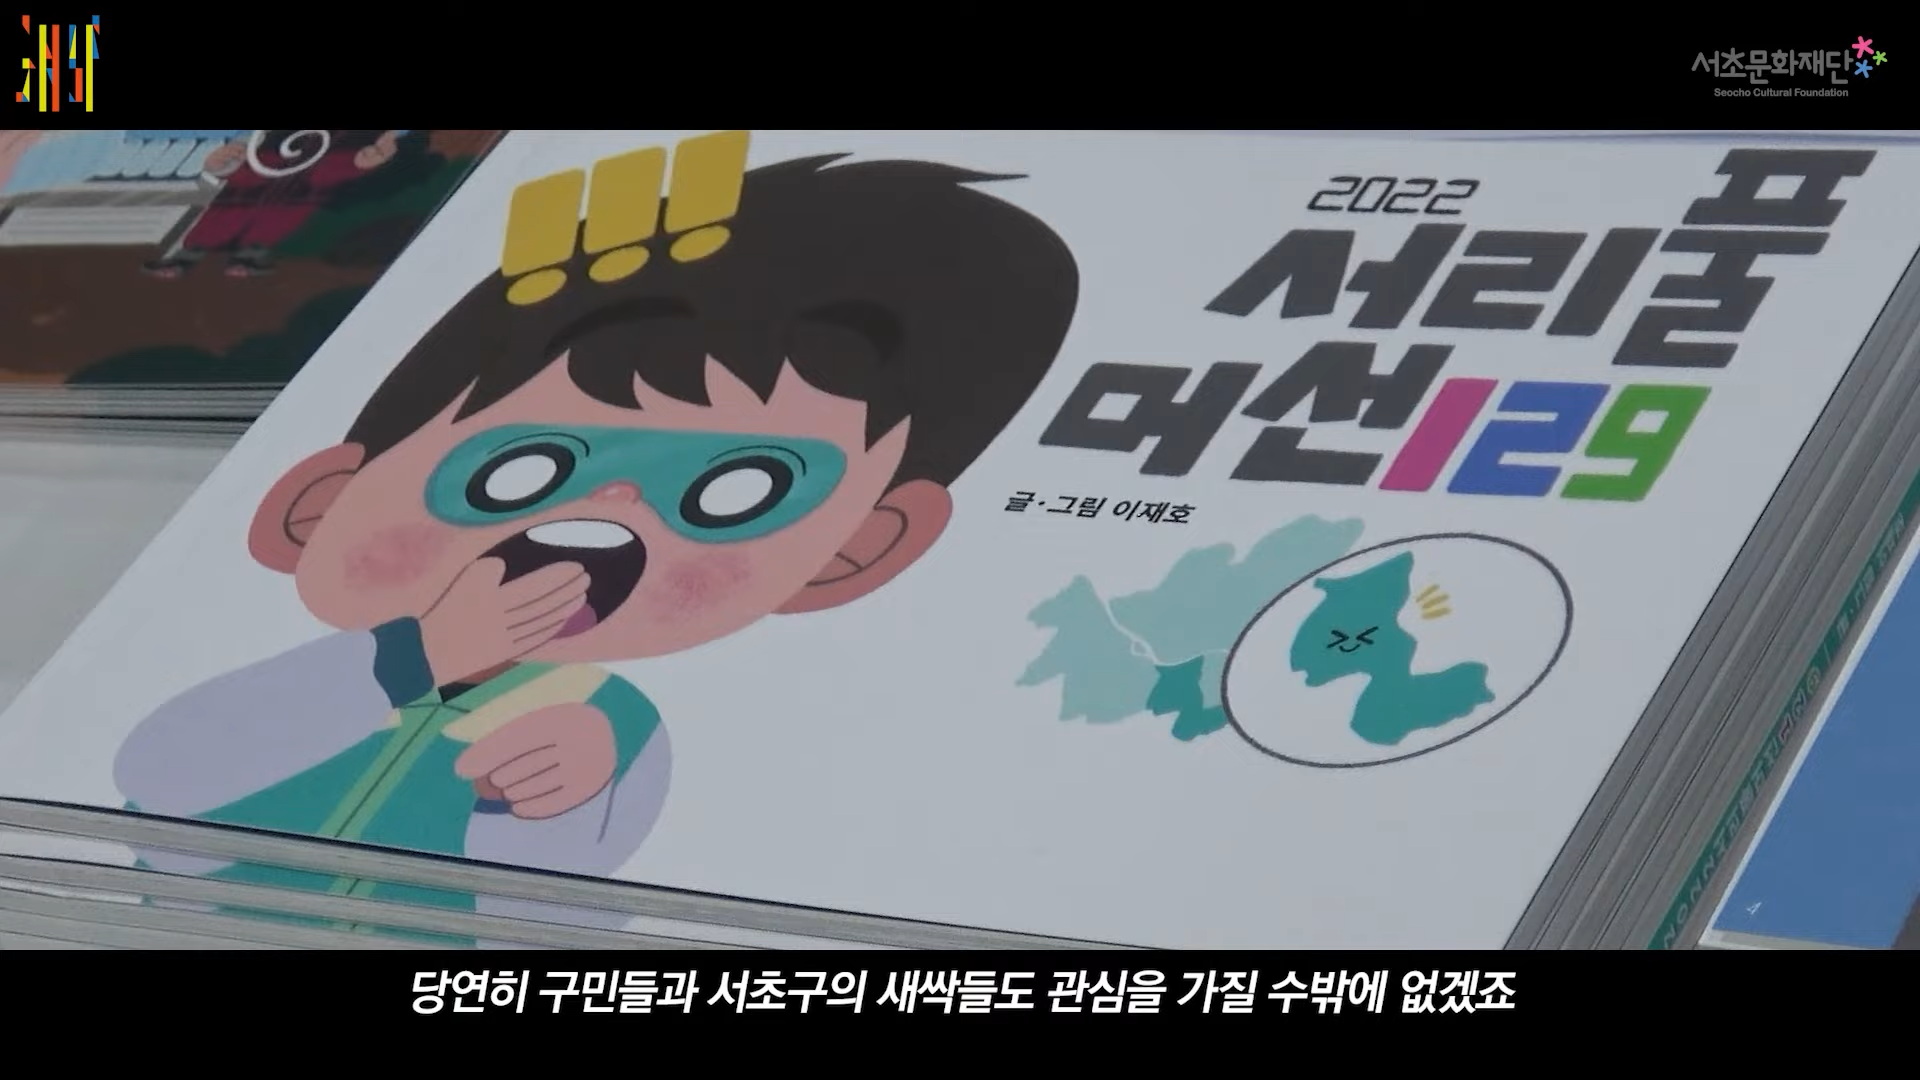 서초문화재단
Seocho Cultural Foundation
2022
서리풀
머선129
글·그림 이재호
당연히 구민들과 서초구의 새싹들도 관심을 가질 수밖에 없겠죠